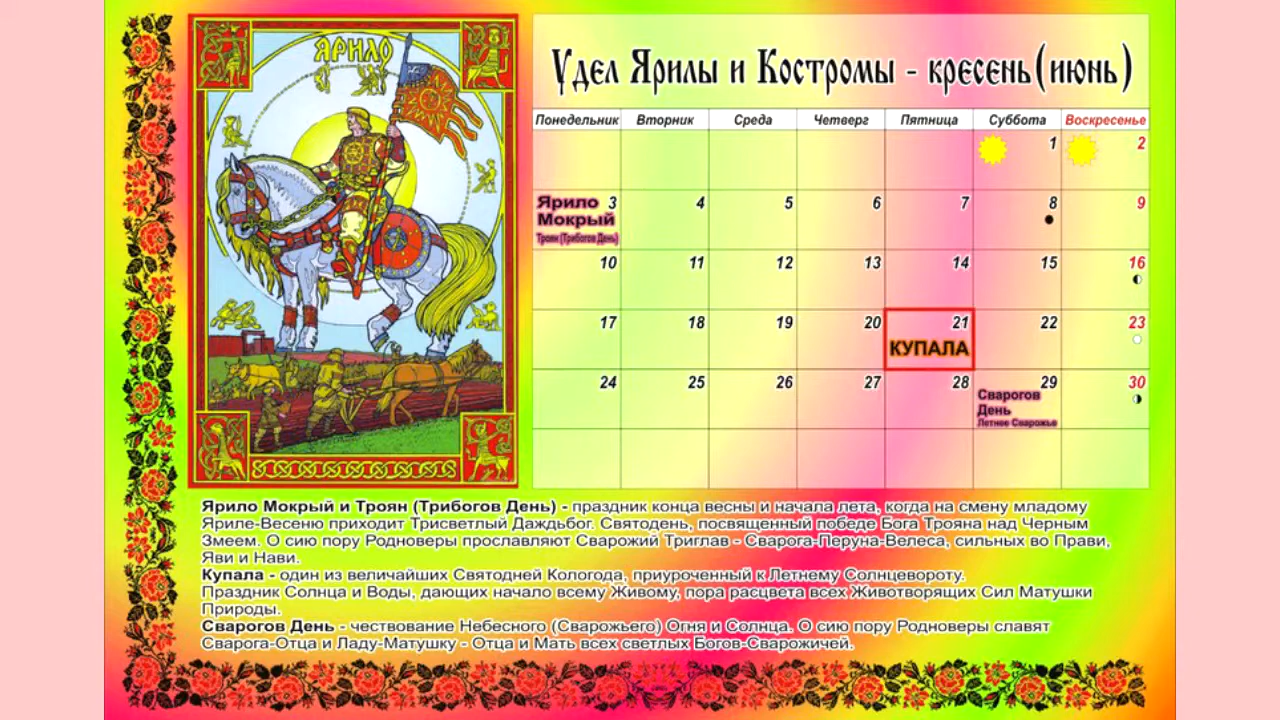 ЯРИЛО
Удел Ярилы и Костромы - кресень(июнь)
Понедельник Вторник Среда Четверг Пятница Суббота Воскресенье
1 2
Ярило 3 4 5 6 7 8 9
Мокрый
Троян (Трибогов День)
10 11 12 13 14 15 16
17 18 19 20 21 22 23
КУПАЛА
24 25 26 27 28 29 30
Сварогов
День
Летнее Сварожье
Ярило Мокрый и Троян (Трибогов День) - праздник конца весны и начала лета, когда на смену младому
Яриле-Весеню приходит Трисветлый Даждьбог. Святодень, посвященный победе Бога Трояна над Черным
Змеем. О сию пору Родноверы прославляют Сварожий Триглав - Сварога-Перуна-Велеса, сильных во Прави,
Яви и Нави.
Купала - один из величайших Святодней Кологода, приуроченный к Летнему Солнцевороту.
Праздник Солнца и Воды, дающих начало всему Живому, пора расцвета всех Животворящих Сил Матушки
Природы.
Сварогов День - чествование Небесного (Сварожьего) Огня и Солнца. О сию пору Родноверы славят
Сварога-Отца и Ладу-Матушку - Отца и Мать всех светлых Богов-Сварожичей.